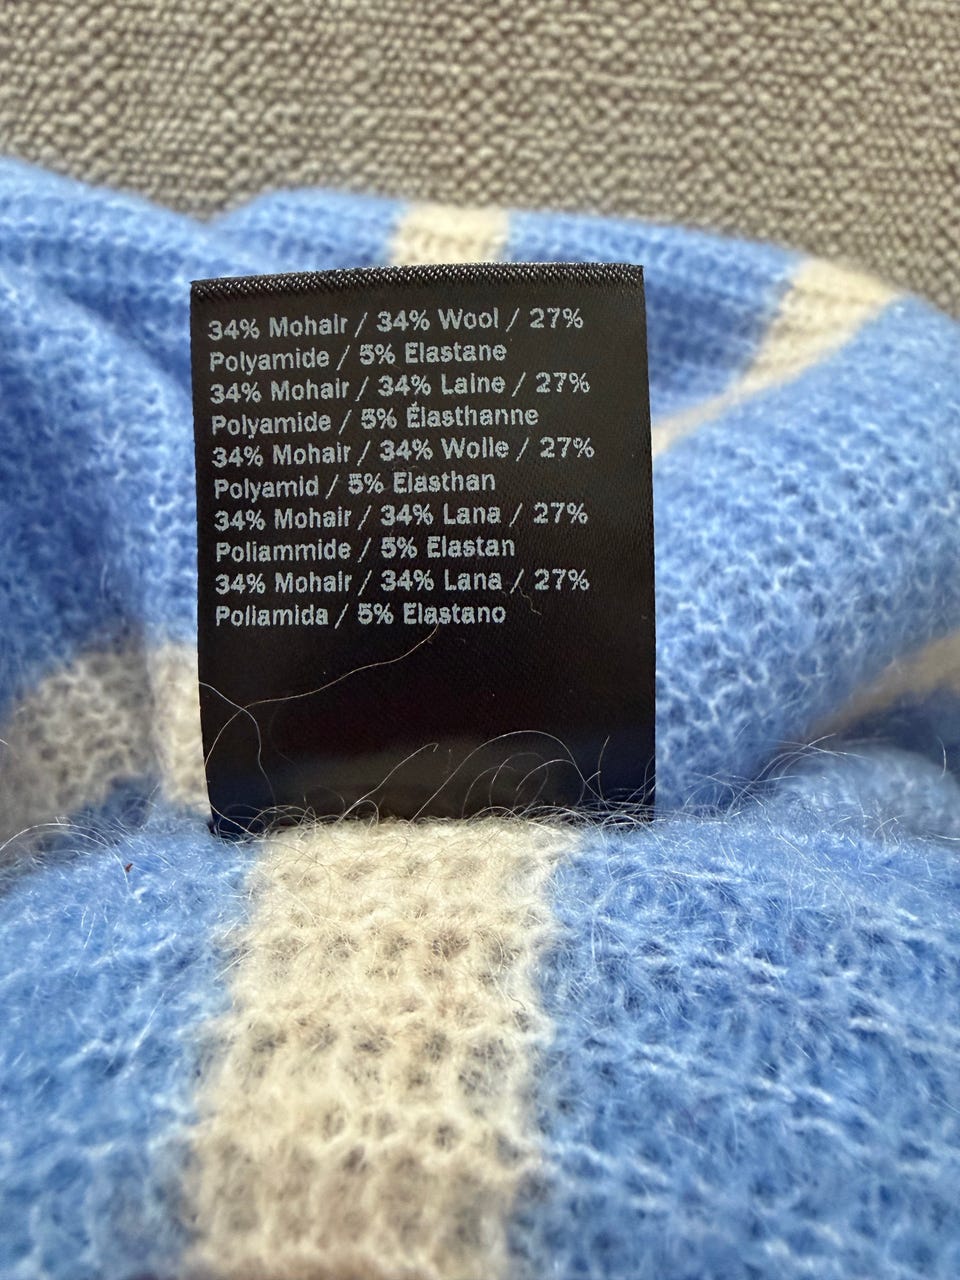 34% Mohair / 34% Wool / 27%
Polyamide / 5% Elastane
34% Mohair / 34% Laine / 27%
Polyamide / 5% Élasthanne
34% Mohair / 34% Wolle / 27%
Polyamid / 5% Elasthan
34% Mohair / 34% Lana / 27%
Poliammide / 5% Elastan
34% Mohair / 34% Lana / 27%
Poliamida / 5% Elastano